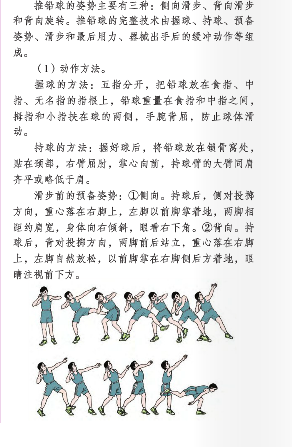 推铅球的姿势主要有三种：侧向滑步、背向滑步
和背向旋转。推铅球的完整技术由握球、持球、预备
姿势、滑步和最后用力、器械出手后的缓冲动作等组
成。
（1）动作方法。
握球的方法：五指分开，把铅球放在食指、中
指、无名指的指根上，铅球重量在食指和中指之间，
拇指和小指扶在球的两侧，手腕背屈，防止球体滑
动。
持球的方法：握好球后，将铅球放在锁骨窝处，
贴在颈部，右臂屈肘，掌心向前，持球臂的大臂同肩
齐平或略低于肩。
滑步前的预备姿势：①侧向。持球后，侧对投掷
方向，重心落在右脚上，左脚以前脚掌着地，两脚相
距约肩宽，身体向右倾斜，眼看右下角。②背向。持
球后，背对投掷方向，两脚前后站立，重心落在右脚
上，左脚自然放松，以前脚掌在右脚侧后方着地，眼
睛注视前下方。